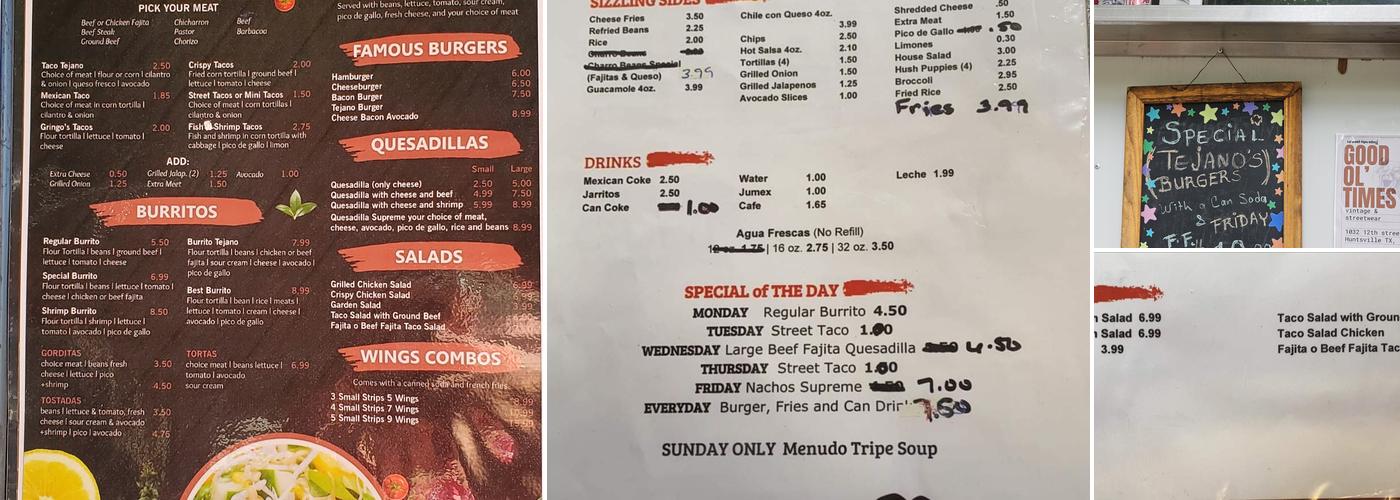 PICK YOUR MEAT
Beef or Chicken Fajita Chicharron Beef
Beef Steak Pastor Barbacoa
Ground Beef Chorizo
Taco Tejano 2.50
Choice of meat | flour or corn | cilantro
& onion | queso fresco | avocado
Mexican Taco 1.85
Choice of meat in corn tortilla |
cilantro & onion
Gringo's Tacos 2.00
Flour tortilla | lettuce | tomato |
cheese
Crispy Tacos 2.00
Fried corn tortilla | ground beef |
lettuce | tomato | cheese
Street Tacos or Mini Tacos 1.50
Choice of meat | corn tortillas |
cilantro & onion
Fish Shrimp Tacos 2.75
Fish and shrimp in corn tortilla with
cabbage | pico de gallo | limon
ADD:
Extra Cheese 0.50 Grilled Jalap. (2) 1.25 Avocado 1.00
Grilled Onion 1.25 Extra Meet 1.50
BURRITOS
Regular Burrito 5.50
Flour tortilla | beans | ground beef |
lettuce | tomato | cheese
Special Burrito 6.99
Flour tortilla | beans | lettuce | tomato |
cheese | chicken or beef fajita
Shrimp Burrito 8.50
Flour tortilla | shrimp | lettuce |
tomato | avocado | pico de gallo
Burrito Tejano 7.99
Flour tortilla | beans | chicken or beef
fajita | sour cream | cheese | avocado |
pico de gallo
Best Burrito 8.99
Flour tortilla | bean | rice | meats |
lettuce | tomato | cream | cheese |
avocado | pico de gallo
GORDITAS
choice meat | beans fresh 3.50
cheese | lettuce | pico
+shrimp 4.50
TOSTADAS
beans | lettuce & tomato, fresh 3.50
cheese | sour cream & avocado
+shrimp | pico | avocado 4.75
TORTAS
choice meat | beans lettuce | 6.99
tomato | avocado
sour cream
Served with beans, lettuce, tomato, sour cream,
pico de gallo, fresh cheese, and your choice of meat
FAMOUS BURGERS
Hamburger 6.00
Cheeseburger 6.50
Bacon Burger 7.50
Tejano Burger
Cheese Bacon Avocado 8.99
QUESADILLAS
Small Large
Quesadilla (only cheese) 2.50 5.00
Quesadilla with cheese and beef 4.99 7.50
Quesadilla with cheese and shrimp 5.99 8.99
Quesadilla Supreme your choice of meat,
cheese, avocado, pico de gallo, rice and beans 8.99
SALADS
Grilled Chicken Salad 6.99
Crispy Chicken Salad
Garden Salad
Taco Salad with Ground Beef
Fajita o Beef Fajita Taco Salad
WINGS COMBOS
Comes with a canned soda and french fries
3 Small Strips 5 Wings 8.99
4 Small Strips 7 Wings
5 Small Strips 9 Wings
SIZZLING SIDES
Cheese Fries 3.50
Refried Beans 2.25
Rice 2.00
Charro Beans
Charro Beans Special
(Fajitas & Queso) 3.99
Guacamole 4oz. 3.99
Chile con Queso 4oz.
3.99
Chips 2.50
Hot Salsa 4oz. 2.10
Tortillas (4) 1.50
Grilled Onion 1.50
Grilled Jalapenos 1.25
Avocado Slices 1.00
Shredded Cheese .50
Extra Meat 1.50
Pico de Gallo .50
Limones 0.30
House Salad 3.00
Hush Puppies (4) 2.25
Broccoli 2.95
Fried Rice 2.50
Fries 3.99
DRINKS
Mexican Coke 2.50
Jarritos 2.50
Can Coke 1.00
Water 1.00
Jumex 1.00
Cafe 1.65
Leche 1.99
Agua Frescas (No Refill)
12 oz. 1.75 | 16 oz. 2.75 | 32 oz. 3.50
SPECIAL of THE DAY
MONDAY Regular Burrito 4.50
TUESDAY Street Taco 1.00
WEDNESDAY Large Beef Fajita Quesadilla 4.50
THURSDAY Street Taco 1.00
FRIDAY Nachos Supreme 7.00
EVERYDAY Burger, Fries and Can Drin 7.50
SUNDAY ONLY Menudo Tripe Soup
SPECIAL
(TEJANO'S)
BURGERS
With a Can Soda
& FRIDAY
GOOD
OL'
TIMES
vintage &
streetwear
1032 12th stree
Huntsville TX,
Salad 6.99
Salad 6.99
3.99
Taco Salad with Groun
Taco Salad Chicken
Fajita o Beef Fajita Tac